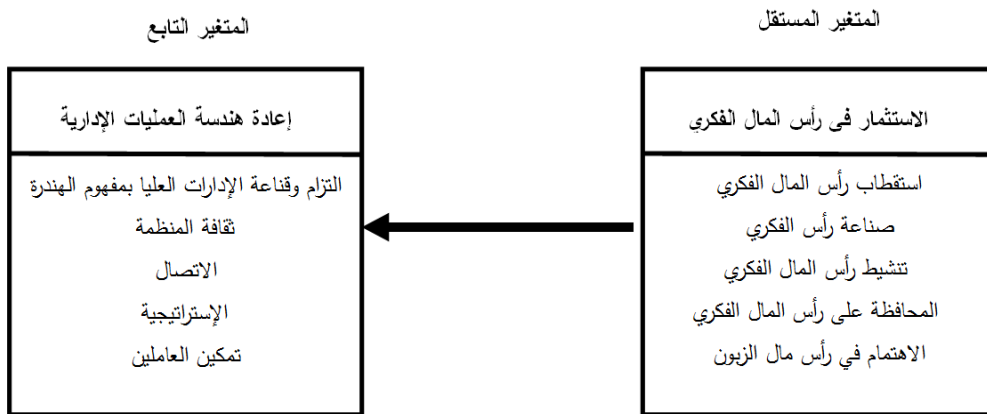 المتغير المستقل
الاستثمار فى رأس المال الفكري
استقطاب رأس المال الفكري
صناعة رأس الفكري
تنشيط رأس المال الفكري
المحافظة على رأس المال الفكري
الاهتمام في رأس مال الزبون
المتغير التابع
إعادة هندسة العمليات الإدارية
التزام وقناعة الإدارات العليا بمفهوم الهندرة
ثقافة المنظمة
الاتصال
الإستراتيجية
تمكين العاملين